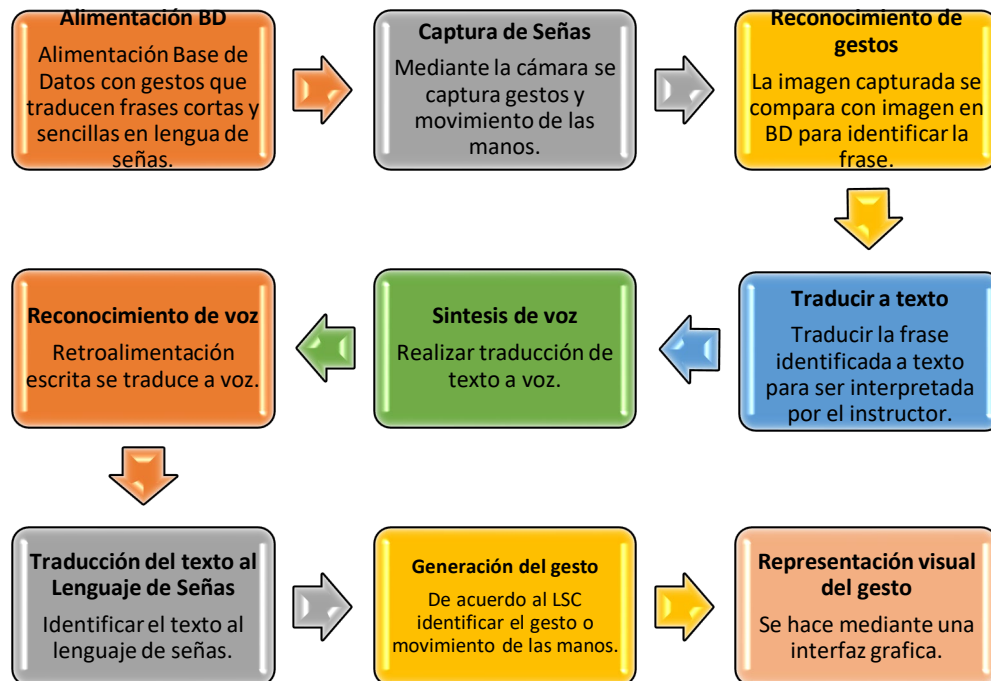 Alimentación BD
Alimentación Base de
Datos con gestos que
traducen frases cortas y
sencillas en lengua de
señas.
Captura de Señas
Mediante la cámara se
captura gestos y
movimiento de las
manos.
Reconocimiento de
gestos
La imagen capturada se
compara con imagen en
BD para identificar la
frase.
Traducir a texto
Traducir la frase
identificada a texto
para ser interpretada
por el instructor.
Sintesis de voz
Realizar traducción de
texto a voz.
Reconocimiento de voz
Retroalimentación
escrita se traduce a voz.
Traducción del texto al
Lenguaje de Señas
Identificar el texto al
lenguaje de señas.
Generación del gesto
De acuerdo al LSC
identificar el gesto o
movimiento de las manos.
Representación visual
del gesto
Se hace mediante una
interfaz grafica.